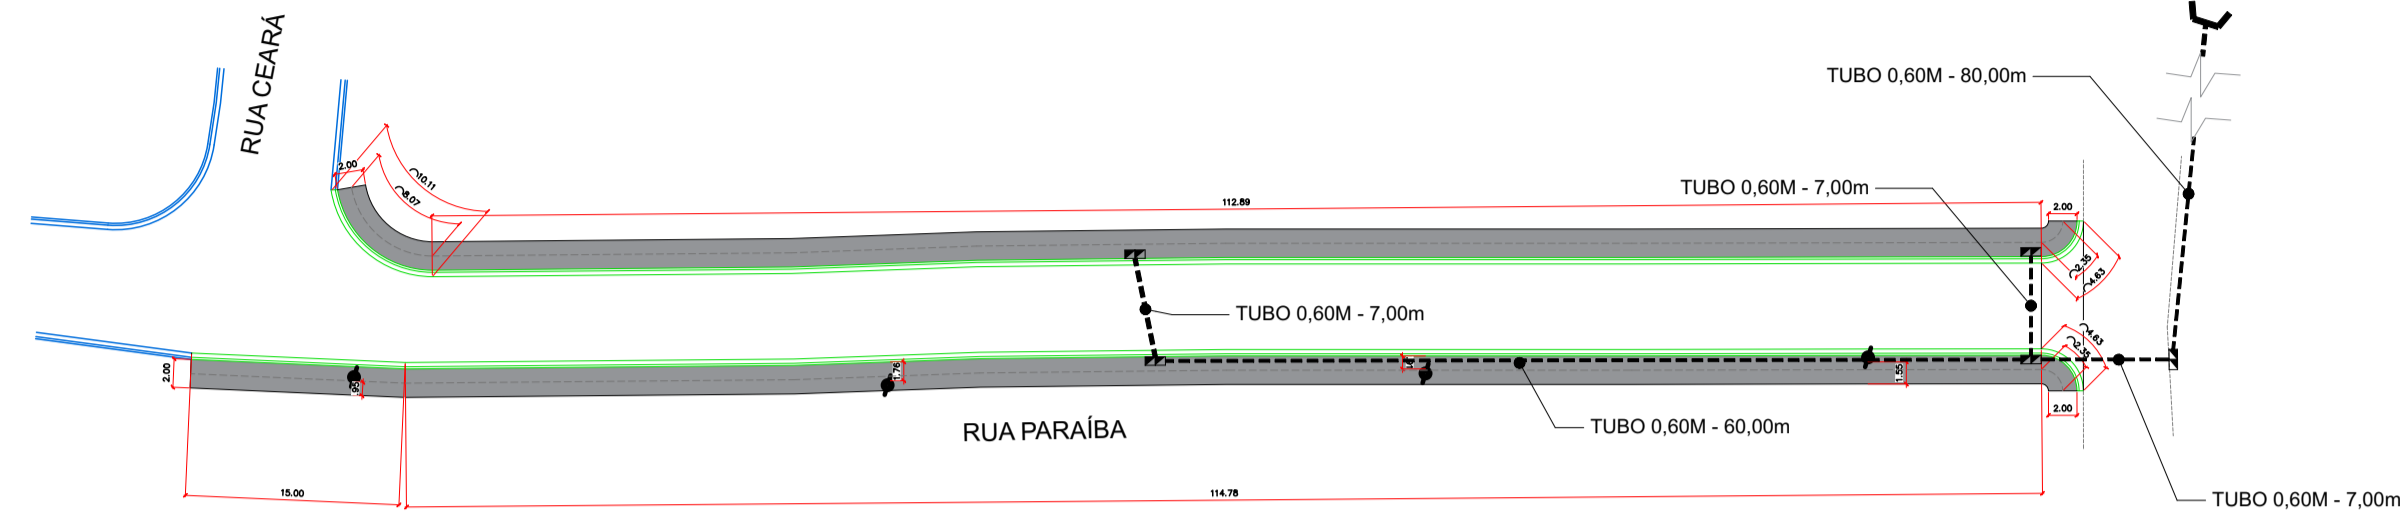 RUA CEARÁ
TUBO 0,60M - 80,00m
2.00
10.11
8.07
TUBO 0,60M - 7,00m
112.89
2.00
2.35
4.63
TUBO 0,60M - 7,00m
4.63
2.35
2.00
.95
1.76
1.55
2.00
RUA PARAÍBA
TUBO 0,60M - 60,00m
15.00
114.78
TUBO 0,60M - 7,00m